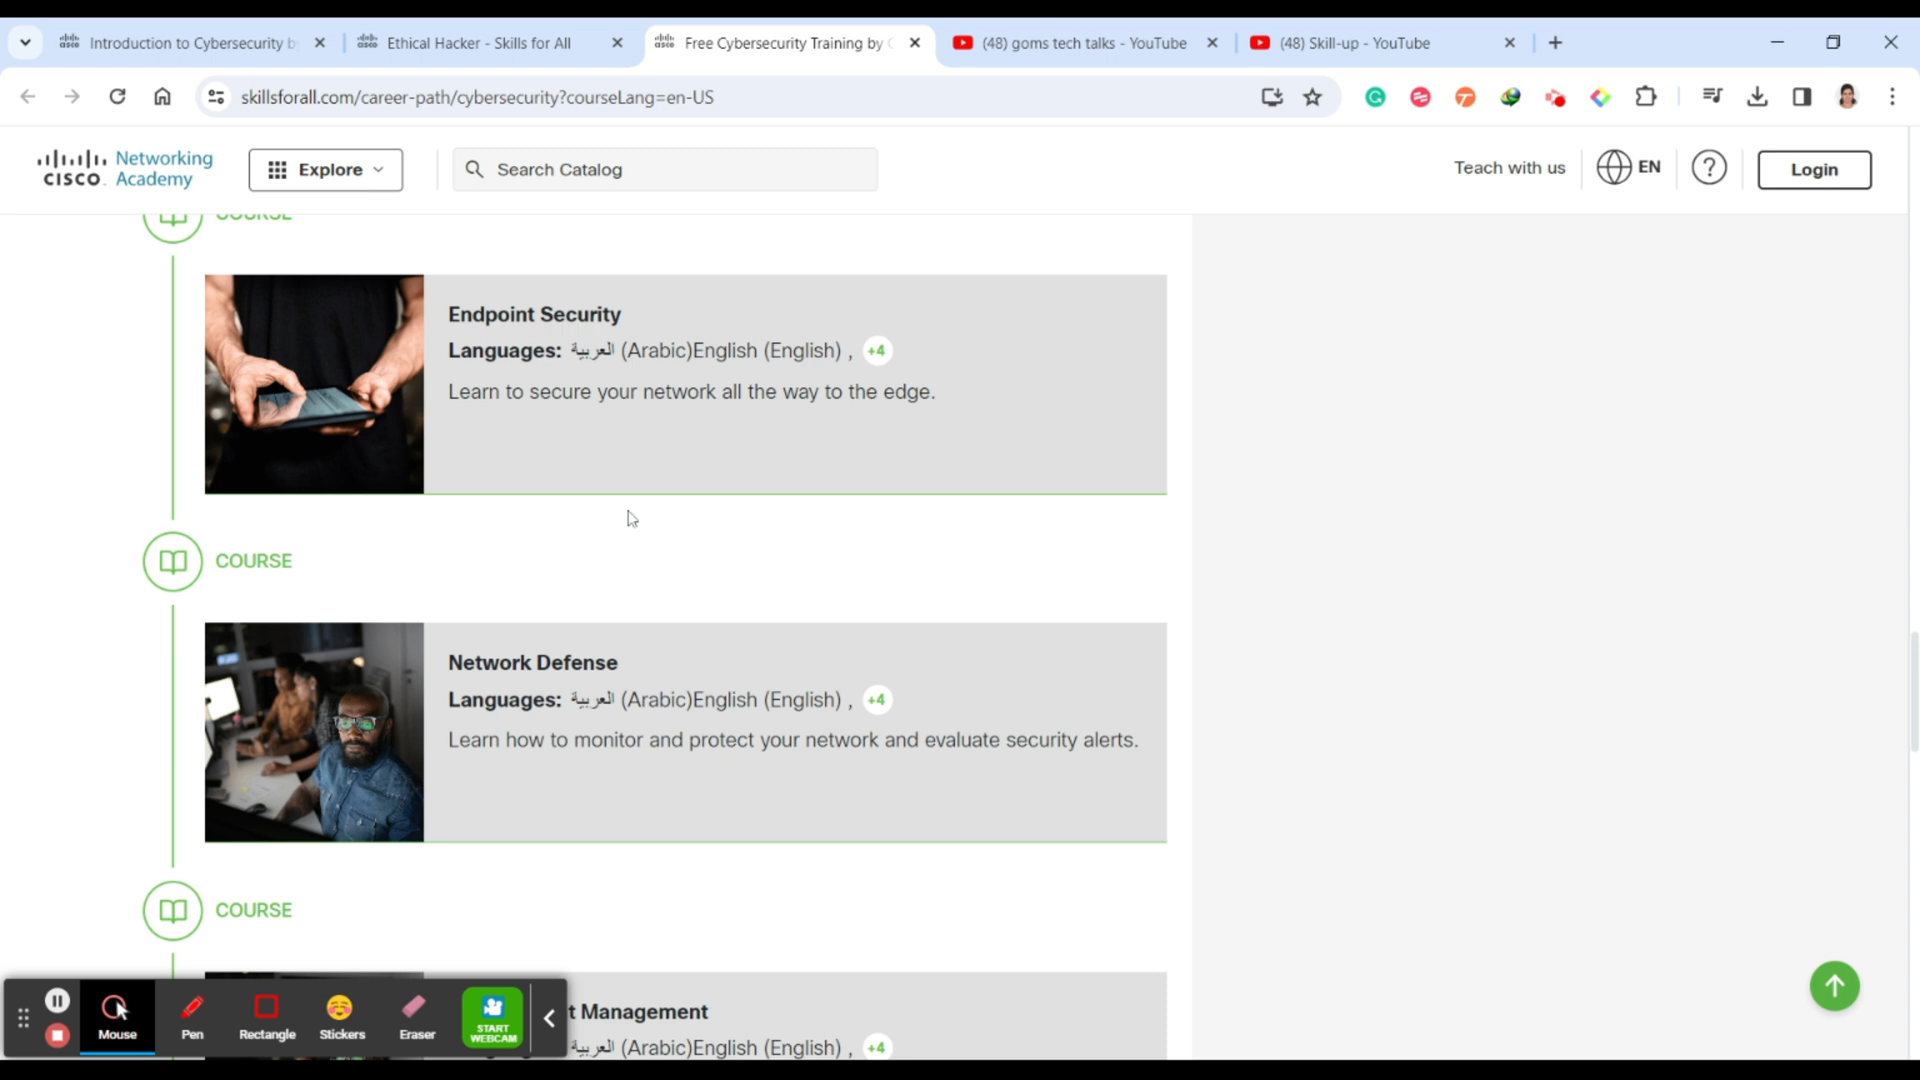 Introduction to Cybersecurity b
Ethical Hacker - Skills for All
Free Cybersecurity Training by C
(48) goms tech talks - YouTube
(48) Skill-up - YouTube
skillsforall.com/career-path/cybersecurity?courseLang=en-US
CISCO Networking Academy
Explore
Search Catalog
Teach with us
EN
Login
COURSE
Endpoint Security
Languages: العربية (Arabic)English (English) , +4
Learn to secure your network all the way to the edge.
COURSE
Network Defense
Languages: العربية (Arabic)English (English) , +4
Learn how to monitor and protect your network and evaluate security alerts.
COURSE
t Management
العربية (Arabic)English (English) , +4
Mouse
Pen
Rectangle
Stickers
Eraser
START
WEBCAM